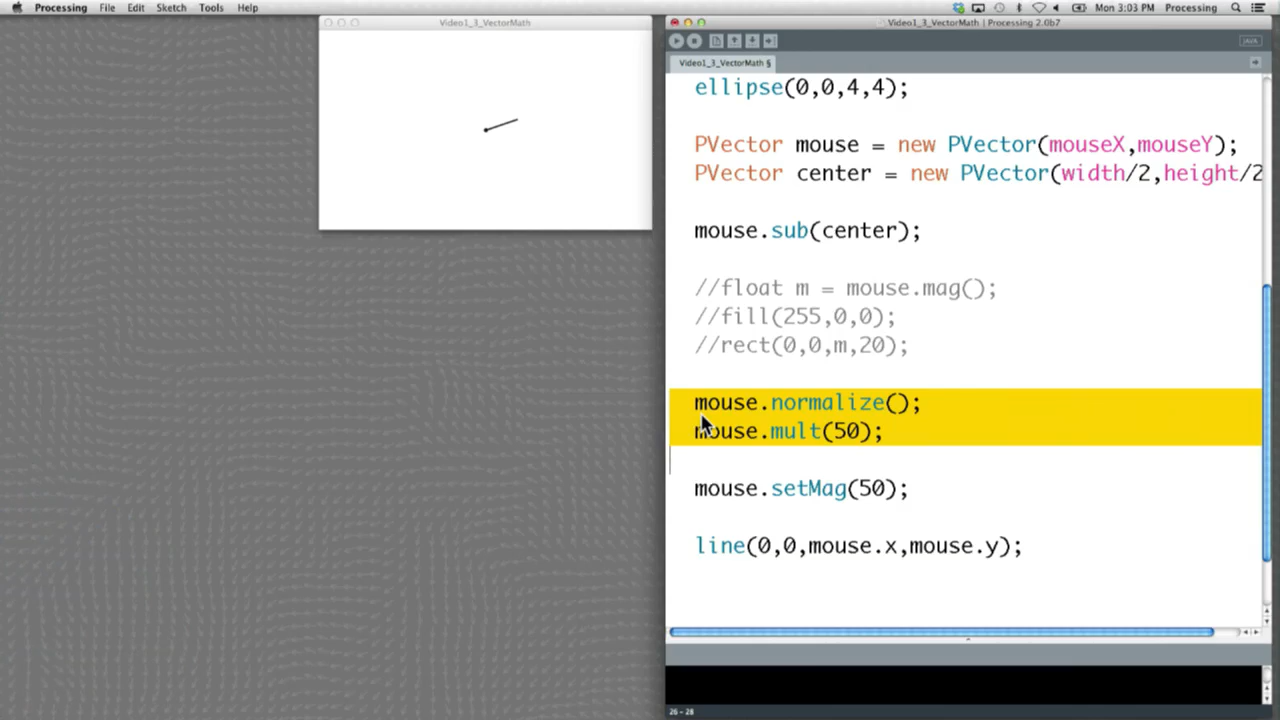 Processing File Edit Sketch Tools Help
Mon 3:03 PM Processing
Video1_3_VectorMath
Video1_3_VectorMath | Processing 2.0b7
JAVA
Video1_3_VectorMath §
ellipse(0,0,4,4);
PVector mouse = new PVector(mouseX,mouseY);
PVector center = new PVector(width/2,height/2
mouse.sub(center);
//float m = mouse.mag();
//fill(255,0,0);
//rect(0,0,m,20);
mouse.normalize();
mouse.mult(50);
mouse.setMag(50);
line(0,0,mouse.x,mouse.y);
26 - 28